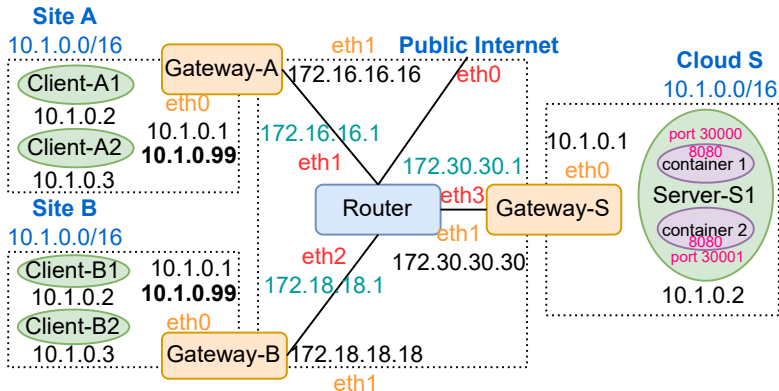 Site A
10.1.0.0/16
Client-A1
10.1.0.2
Client-A2
10.1.0.3
Gateway-A
eth0
10.1.0.1
10.1.0.99
eth1
172.16.16.16
Public Internet
eth0
172.16.16.1
eth1
172.30.30.1
eth3
Router
eth2
172.18.18.1
Gateway-S
eth1
172.30.30.30
10.1.0.1
eth0
Cloud S
10.1.0.0/16
port 30000
8080
container 1
Server-S1
container 2
8080
port 30001
10.1.0.2
Site B
10.1.0.0/16
Client-B1
10.1.0.2
Client-B2
10.1.0.3
10.1.0.1
10.1.0.99
eth0
Gateway-B
172.18.18.18
eth1